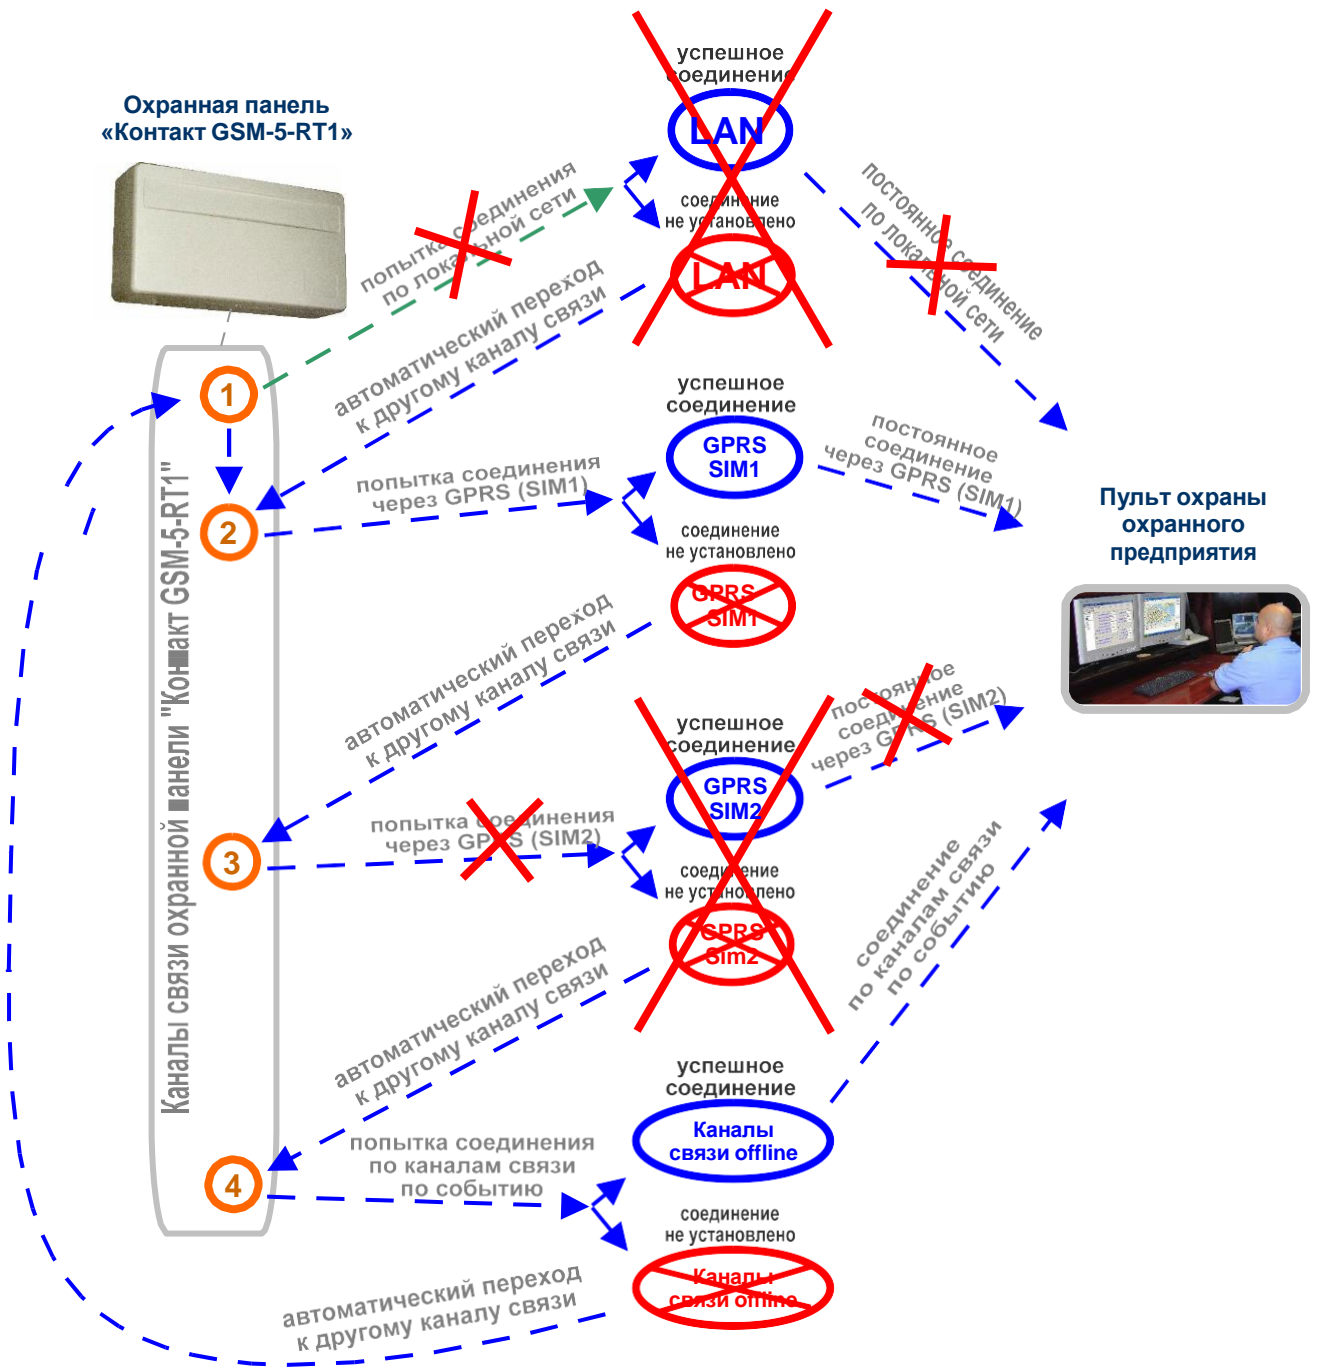 успешное
соединение
LAN
Охранная панель
«Контакт GSM-5-RT1»
попытка соединения
по локальной сети
соединение
не установлено
LAN
постоянное соединение
по локальной сети
автоматический переход
к другому каналу связи
1
успешное
соединение
GPRS
SIM1
попытка соединения
через GPRS (SIM1)
постоянное
соединение
через GPRS (SIM1)
2
соединение
не установлено
GPRS
SIM1
Пульт охраны
охранного
предприятия
автоматический переход
к другому каналу связи
Каналы связи охранной панели "Контакт GSM-5-RT1"
успешное
соединение
GPRS
SIM2
постоянное
соединение
через GPRS (SIM2)
попытка соединения
через GPRS (SIM2)
3
соединение
не установлено
GPRS
Sim2
автоматический переход
к другому каналу связи
соединение
по каналам связи
по событию
успешное
соединение
Каналы
связи offline
попытка соединения
по каналам связи
по событию
4
соединение
не установлено
Каналы
связи offline
автоматический переход
к другому каналу связи